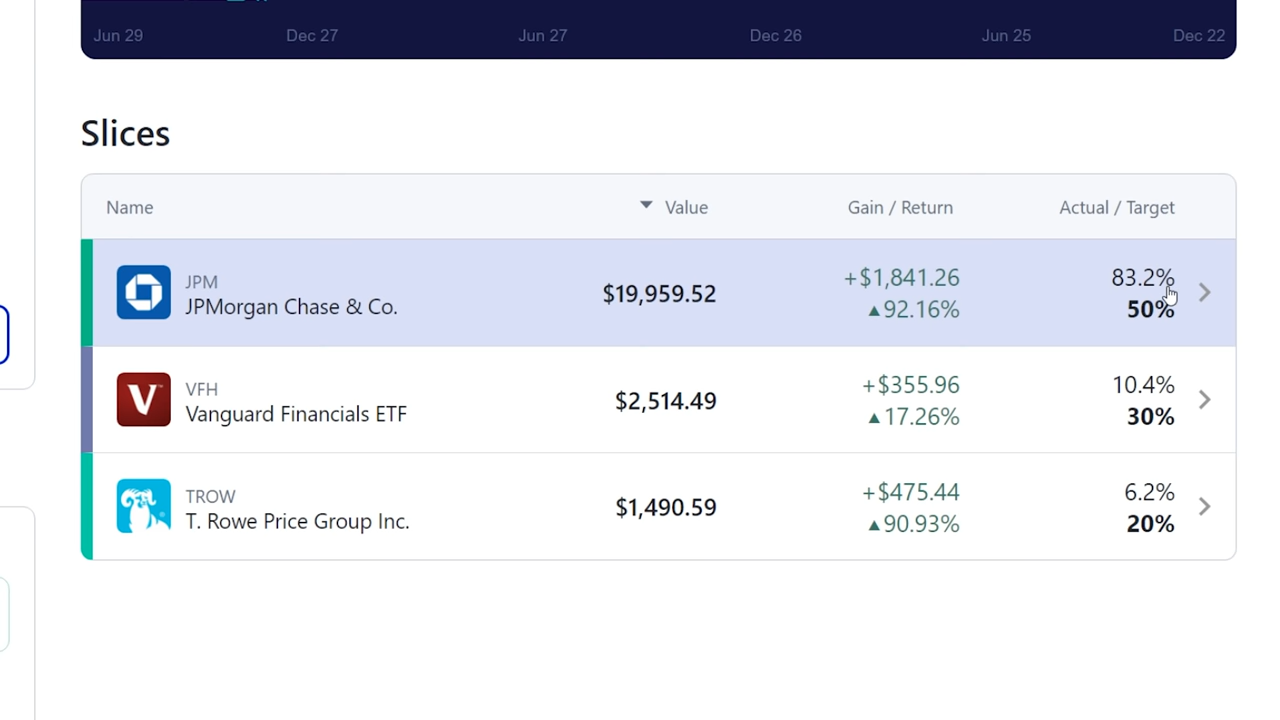 Jun 29 Dec 27 Jun 27 Dec 26 Jun 25 Dec 22
Slices
Name Value Gain / Return Actual / Target
JPM
JPMorgan Chase & Co.
$19,959.52
+$1,841.26
▲92.16%
83.2%
50%
VFH
Vanguard Financials ETF
$2,514.49
+$355.96
▲17.26%
10.4%
30%
TROW
T. Rowe Price Group Inc.
$1,490.59
+$475.44
▲90.93%
6.2%
20%